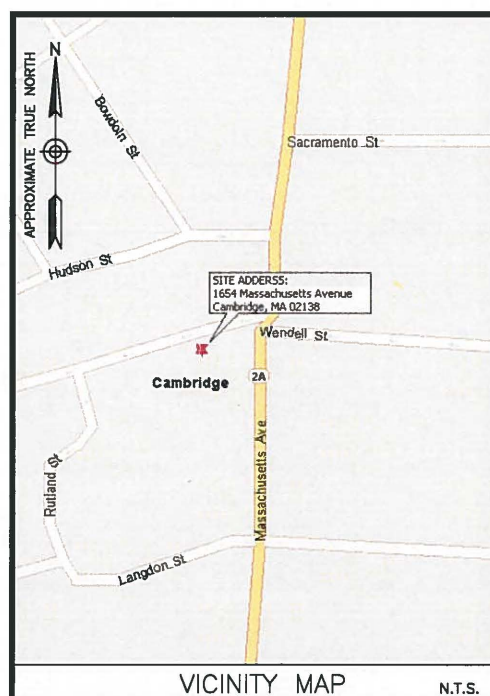 N
APPROXIMATE TRUE NORTH
Bowdoin St
Sacramento St
Hudson St
SITE ADDERSS:
1654 Massachusetts Avenue
Cambridge, MA 02138
Wendell St
Cambridge
2A
Massachusetts Ave
Rutland St
Langdon St
VICINITY MAP
N.T.S.